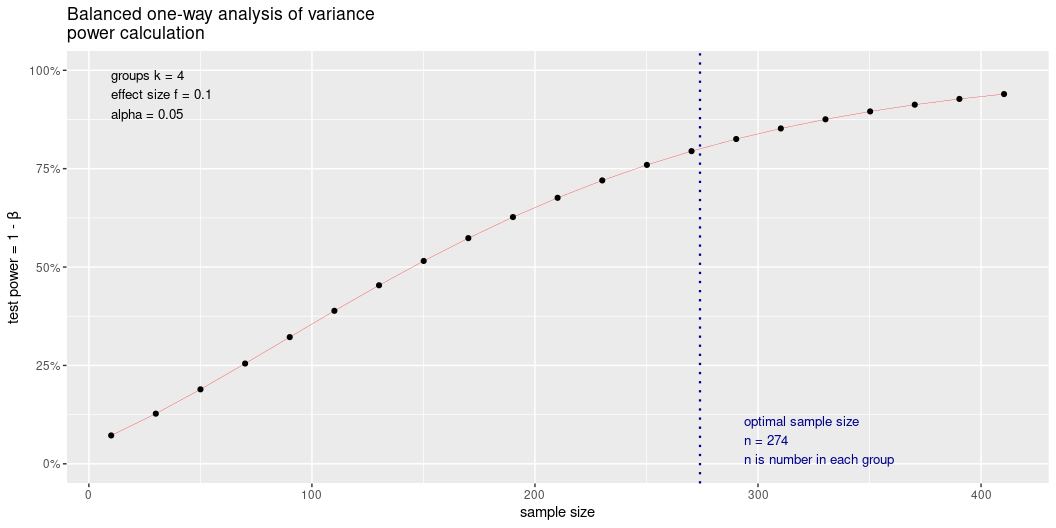 Balanced one-way analysis of variance
power calculation
groups k = 4
effect size f = 0.1
alpha = 0.05
100%
75%
50%
25%
0%
test power = 1 - β
optimal sample size
n = 274
n is number in each group
0
100
200
300
400
sample size